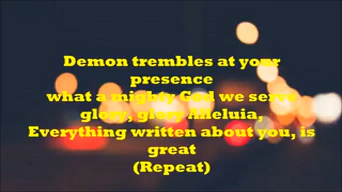 Demon trembles at your
presence
what a mighty God we serve
glory, glory Alleluia,
Everything written about you, is
great
(Repeat)